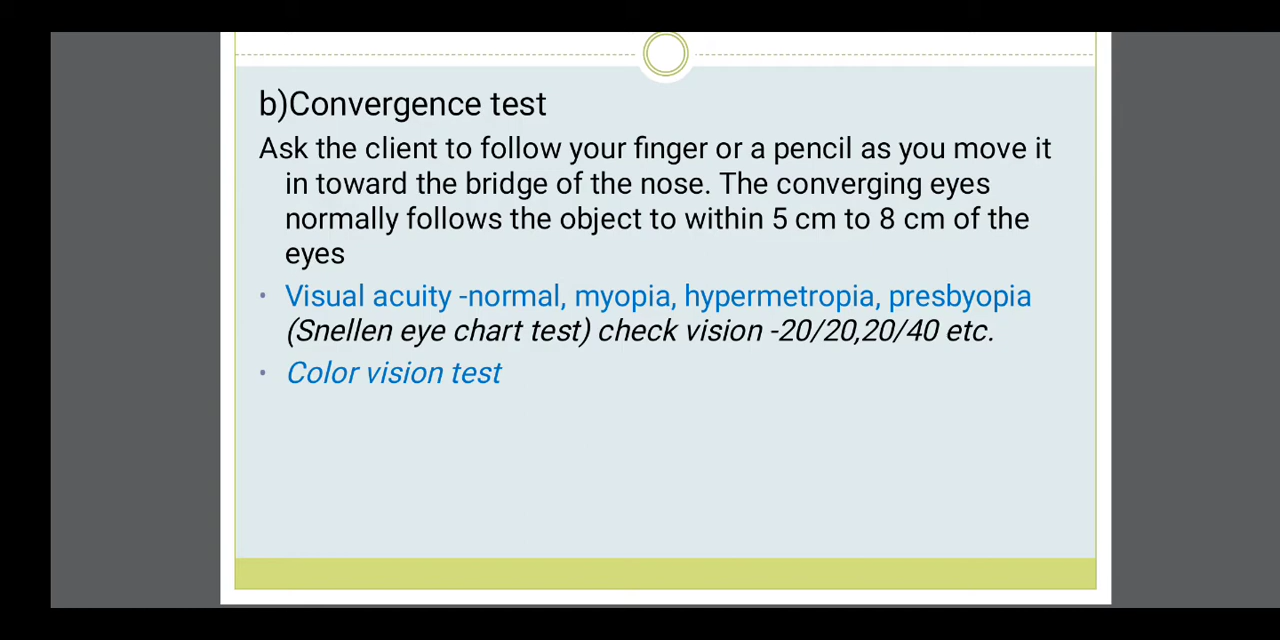 b)Convergence test
Ask the client to follow your finger or a pencil as you move it
in toward the bridge of the nose. The converging eyes
normally follows the object to within 5 cm to 8 cm of the
eyes
• Visual acuity -normal, myopia, hypermetropia, presbyopia
(Snellen eye chart test) check vision -20/20,20/40 etc.
• Color vision test